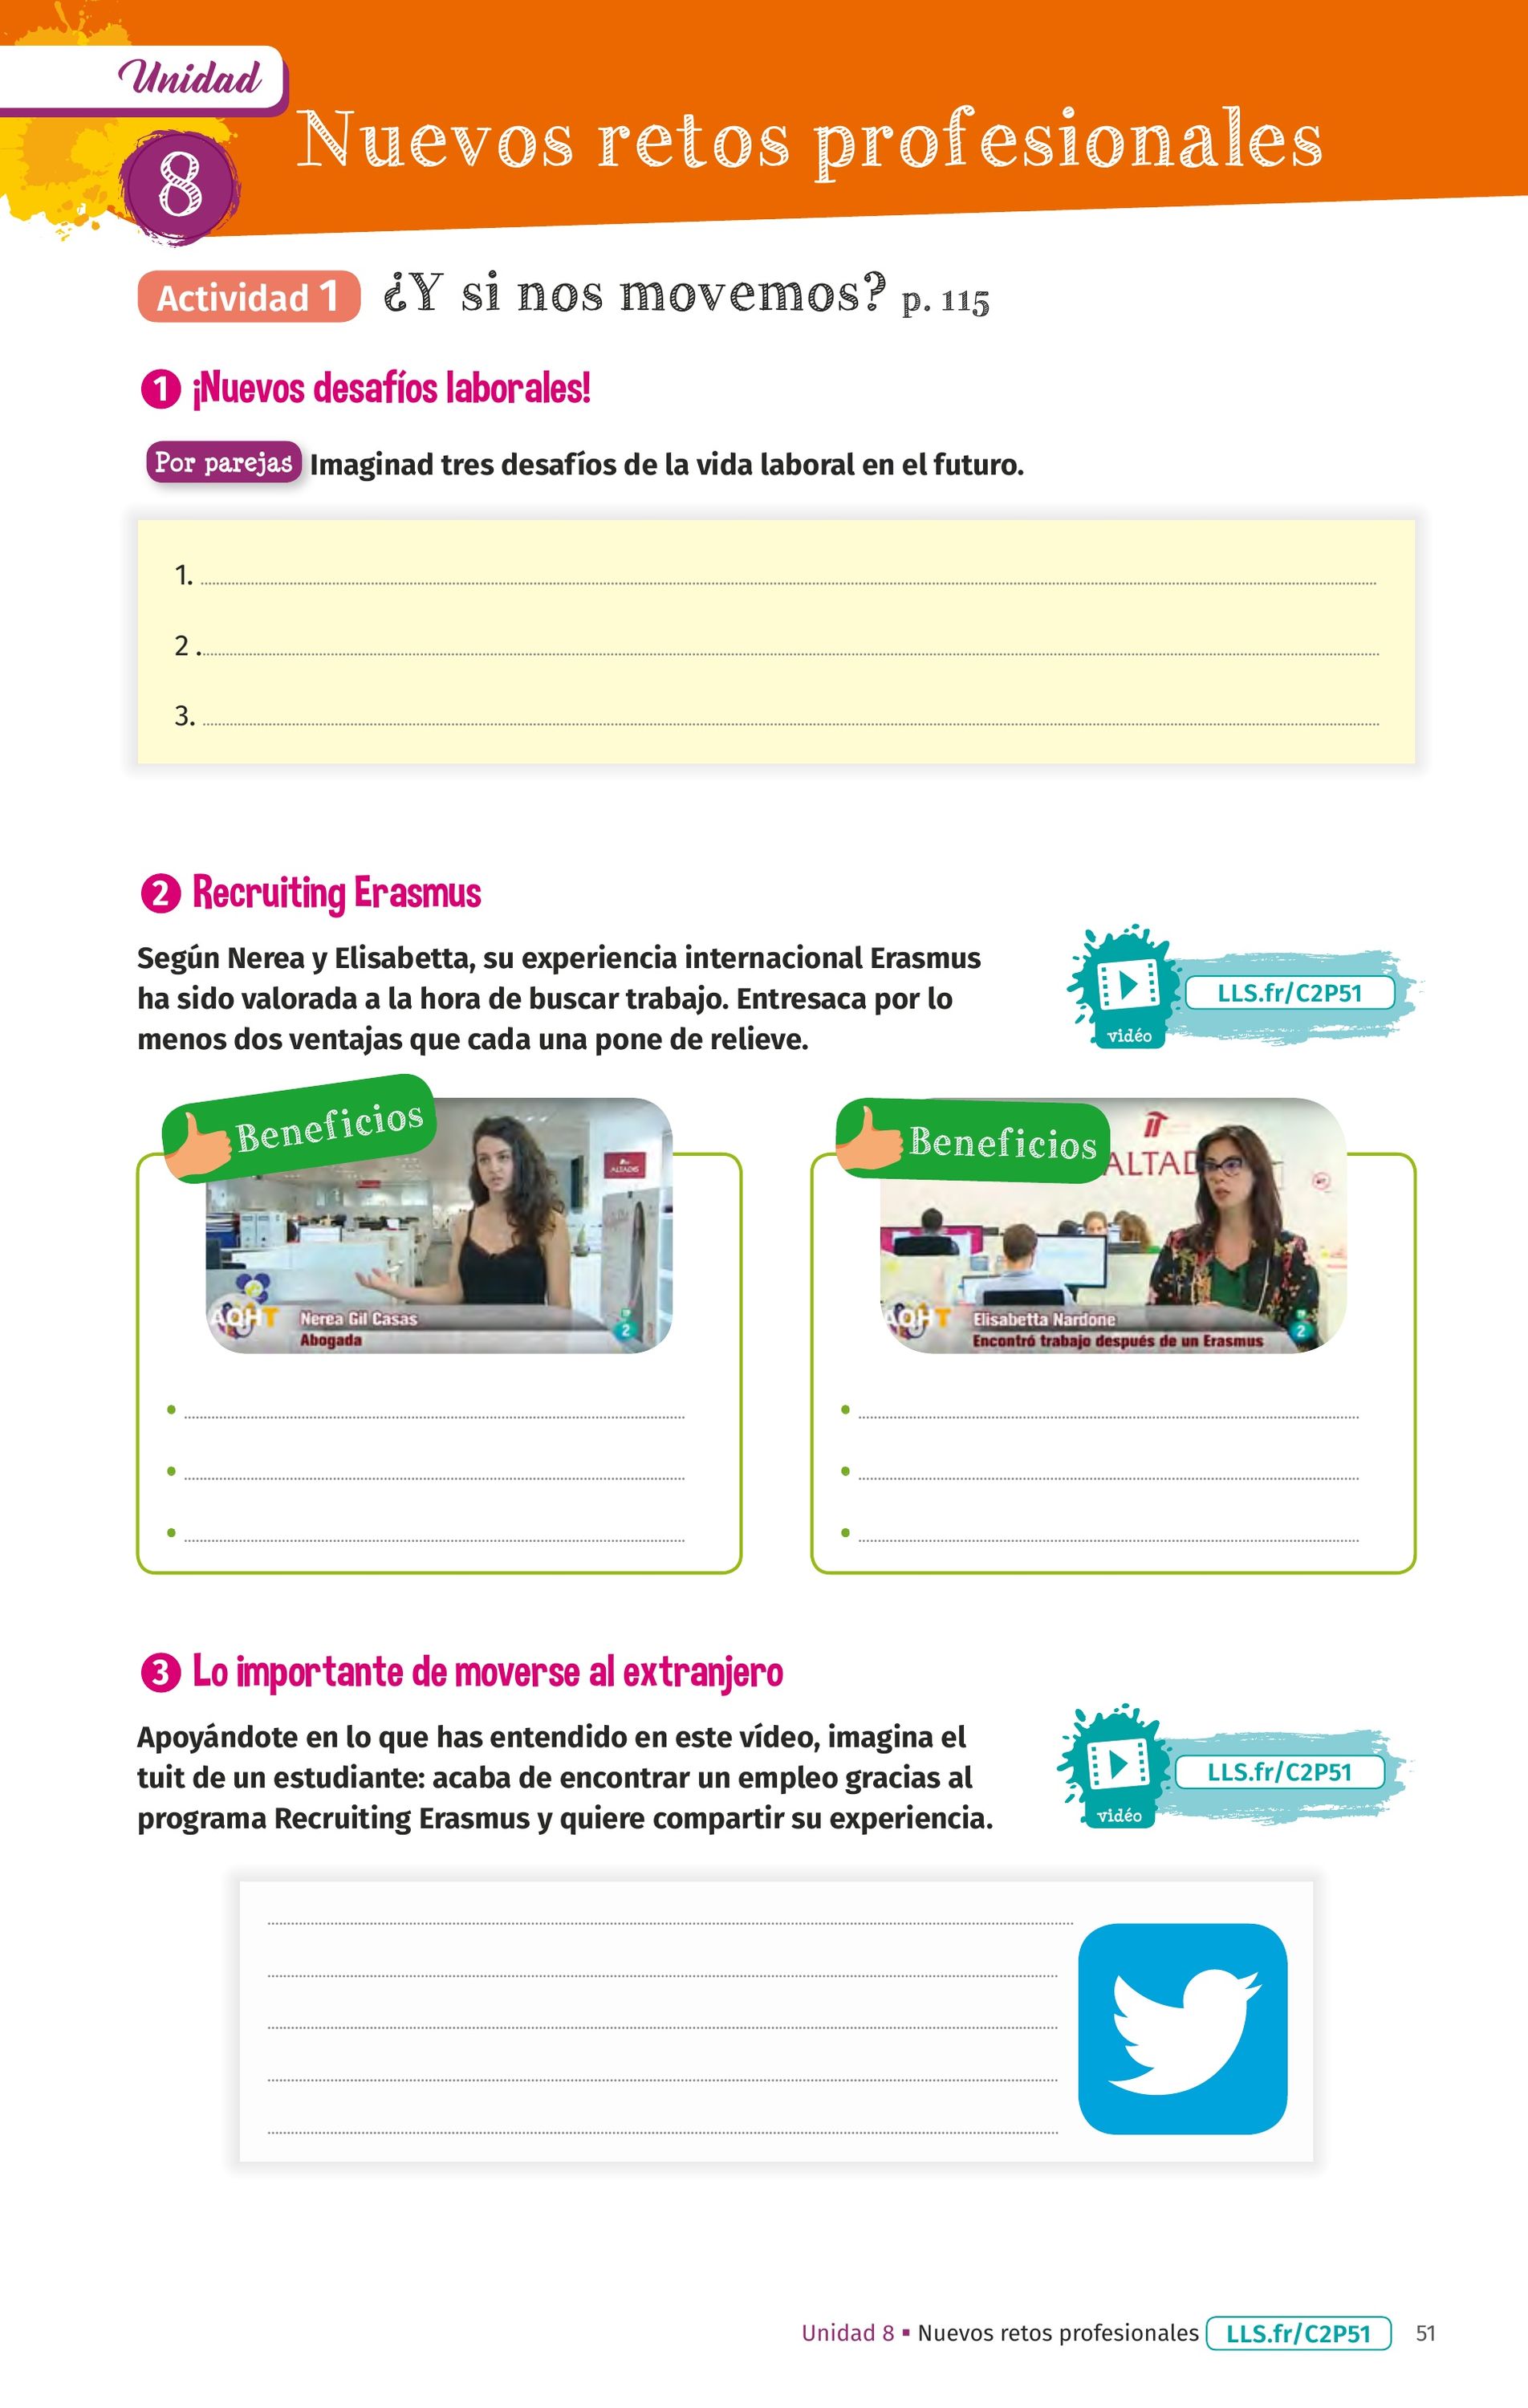 Unidad
8
Nuevos retos profesionales
Actividad 1 ¿Y si nos movemos? p. 115
1 ¡Nuevos desafíos laborales!
Por parejas Imaginad tres desafíos de la vida laboral en el futuro.
1.
2 .
3.
2 Recruiting Erasmus
Según Nerea y Elisabetta, su experiencia internacional Erasmus
ha sido valorada a la hora de buscar trabajo. Entresaca por lo
menos dos ventajas que cada una pone de relieve.
LLS.fr/C2P51
vidéo
Beneficios
ALTADIS
AQHT
Nerea Gil Casas
Abogada
2
Beneficios
ALTAD
AQHT
Elisabetta Nardone
Encontró trabajo después de un Erasmus
2
3 Lo importante de moverse al extranjero
Apoyándote en lo que has entendido en este vídeo, imagina el
tuit de un estudiante: acaba de encontrar un empleo gracias al
programa Recruiting Erasmus y quiere compartir su experiencia.
LLS.fr/C2P51
vidéo
Unidad 8 ▪ Nuevos retos profesionales LLS.fr/C2P51 51